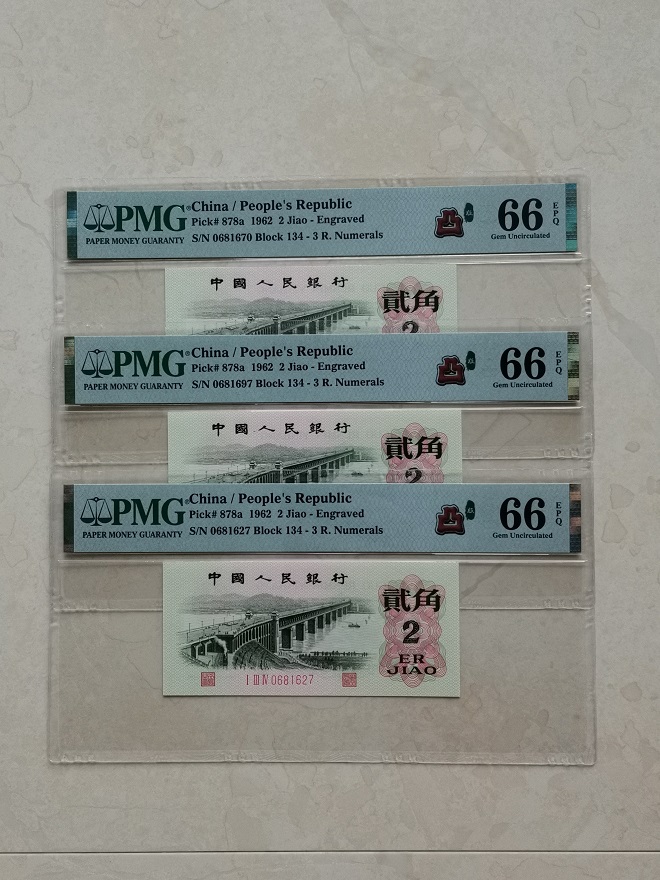 PMG®
PAPER MONEY GUARANTY
China / People's Republic
Pick# 878a 1962 2 Jiao - Engraved
S/N 0681670 Block 134 - 3 R. Numerals
66 EPQ
Gem Uncirculated
中國人民銀行
貳角
2
PMG®
PAPER MONEY GUARANTY
China / People's Republic
Pick# 878a 1962 2 Jiao - Engraved
S/N 0681697 Block 134 - 3 R. Numerals
66 EPQ
Gem Uncirculated
中國人民銀行
貳角
2
PMG®
PAPER MONEY GUARANTY
China / People's Republic
Pick# 878a 1962 2 Jiao - Engraved
S/N 0681627 Block 134 - 3 R. Numerals
66 EPQ
Gem Uncirculated
中國人民銀行
貳角
2
ER
JIAO
I III IV 0681627